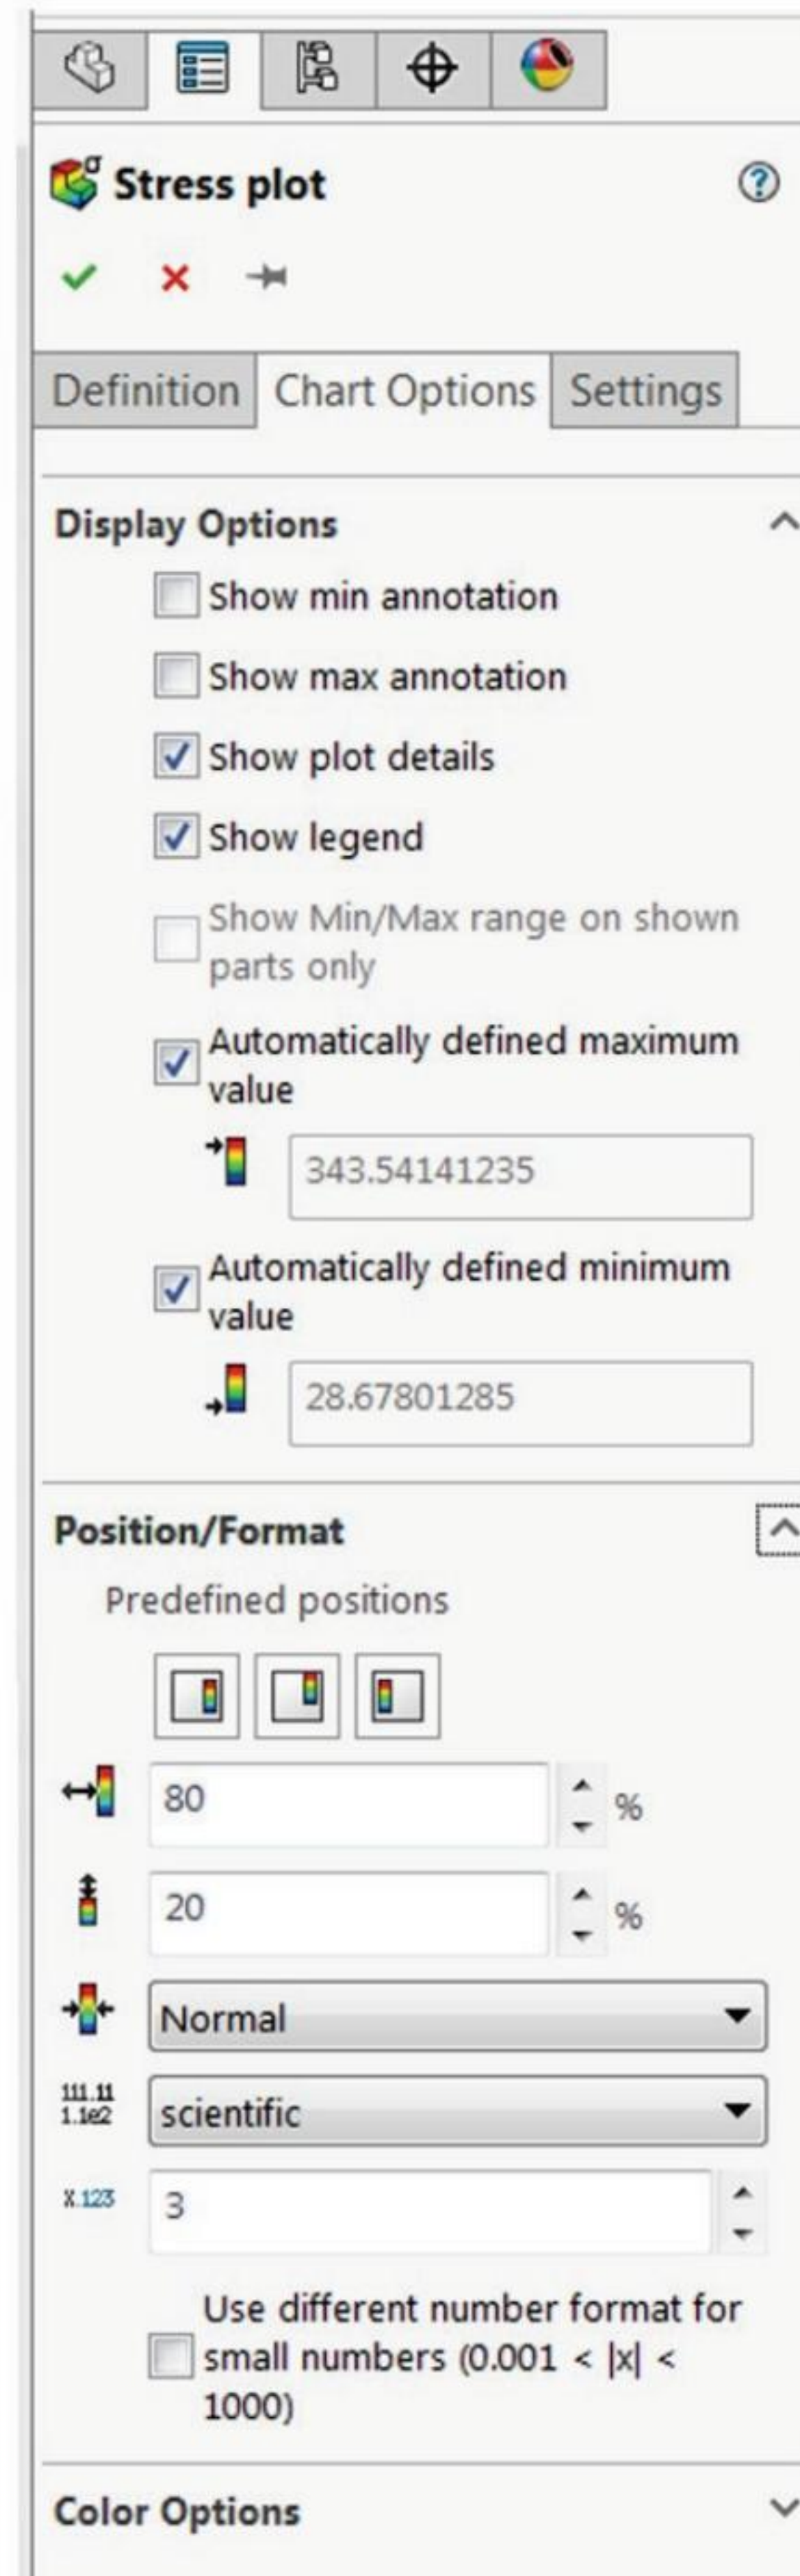 σ
Stress plot
?
Definition Chart Options Settings
Display Options
Show min annotation
Show max annotation
Show plot details
Show legend
Show Min/Max range on shown
parts only
Automatically defined maximum
value
343.54141235
Automatically defined minimum
value
28.67801285
Position/Format
Predefined positions
80 %
20 %
Normal
111.11
1.1e2
scientific
X.123
3
Use different number format for
small numbers (0.001 < |x| <
1000)
Color Options